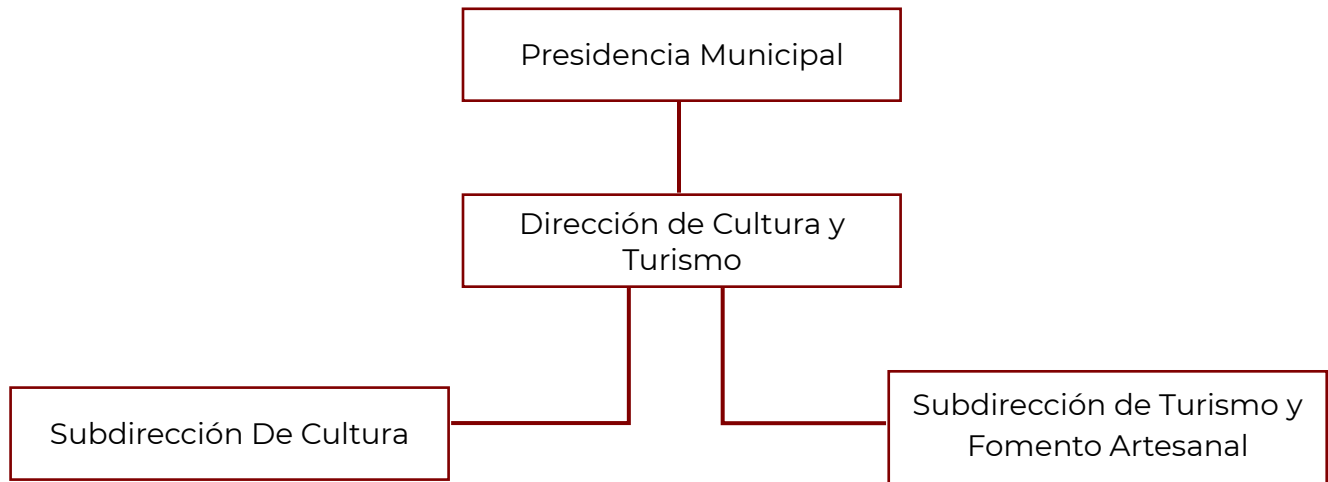 Presidencia Municipal
Dirección de Cultura y
Turismo
Subdirección De Cultura
Subdirección de Turismo y
Fomento Artesanal